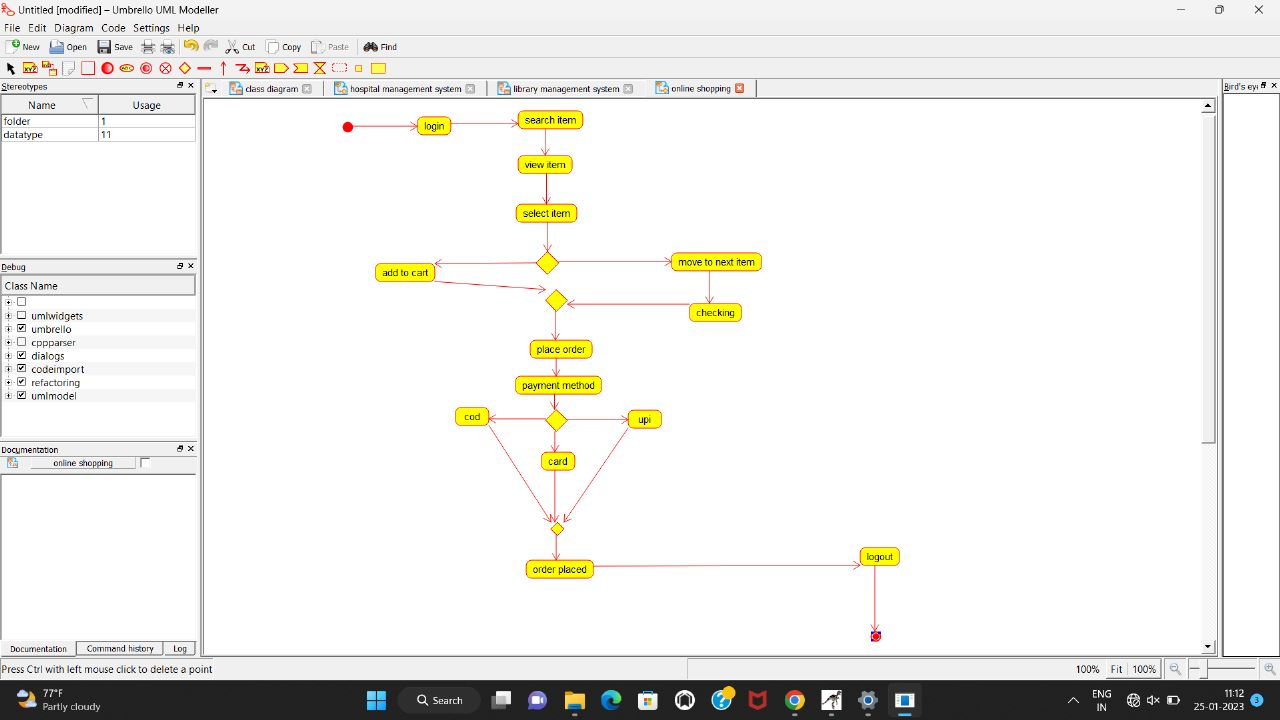 Untitled [modified] – Umbrello UML Modeller
File Edit Diagram Code Settings Help
New Open Save Cut Copy Paste Find
Stereotypes
Name Usage
folder 1
datatype 11
class diagram hospital management system library management system online shopping
Bird's eye
login
search item
view item
select item
add to cart
move to next item
checking
place order
payment method
cod
upi
card
order placed
logout
Debug
Class Name
umlwidgets
umbrello
cppparser
dialogs
codeimport
refactoring
umlmodel
Documentation
online shopping
Documentation Command history Log
Press Ctrl with left mouse click to delete a point
100% Fit 100%
77°F
Partly cloudy
Search
ENG
IN
11:12
25-01-2023
3